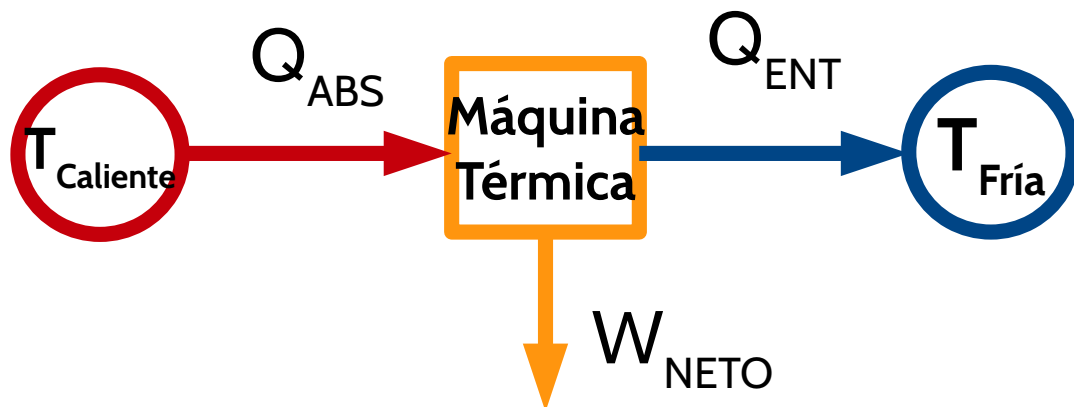 Q ABS
Q ENT
T Caliente
Máquina
Térmica
T Fría
W NETO